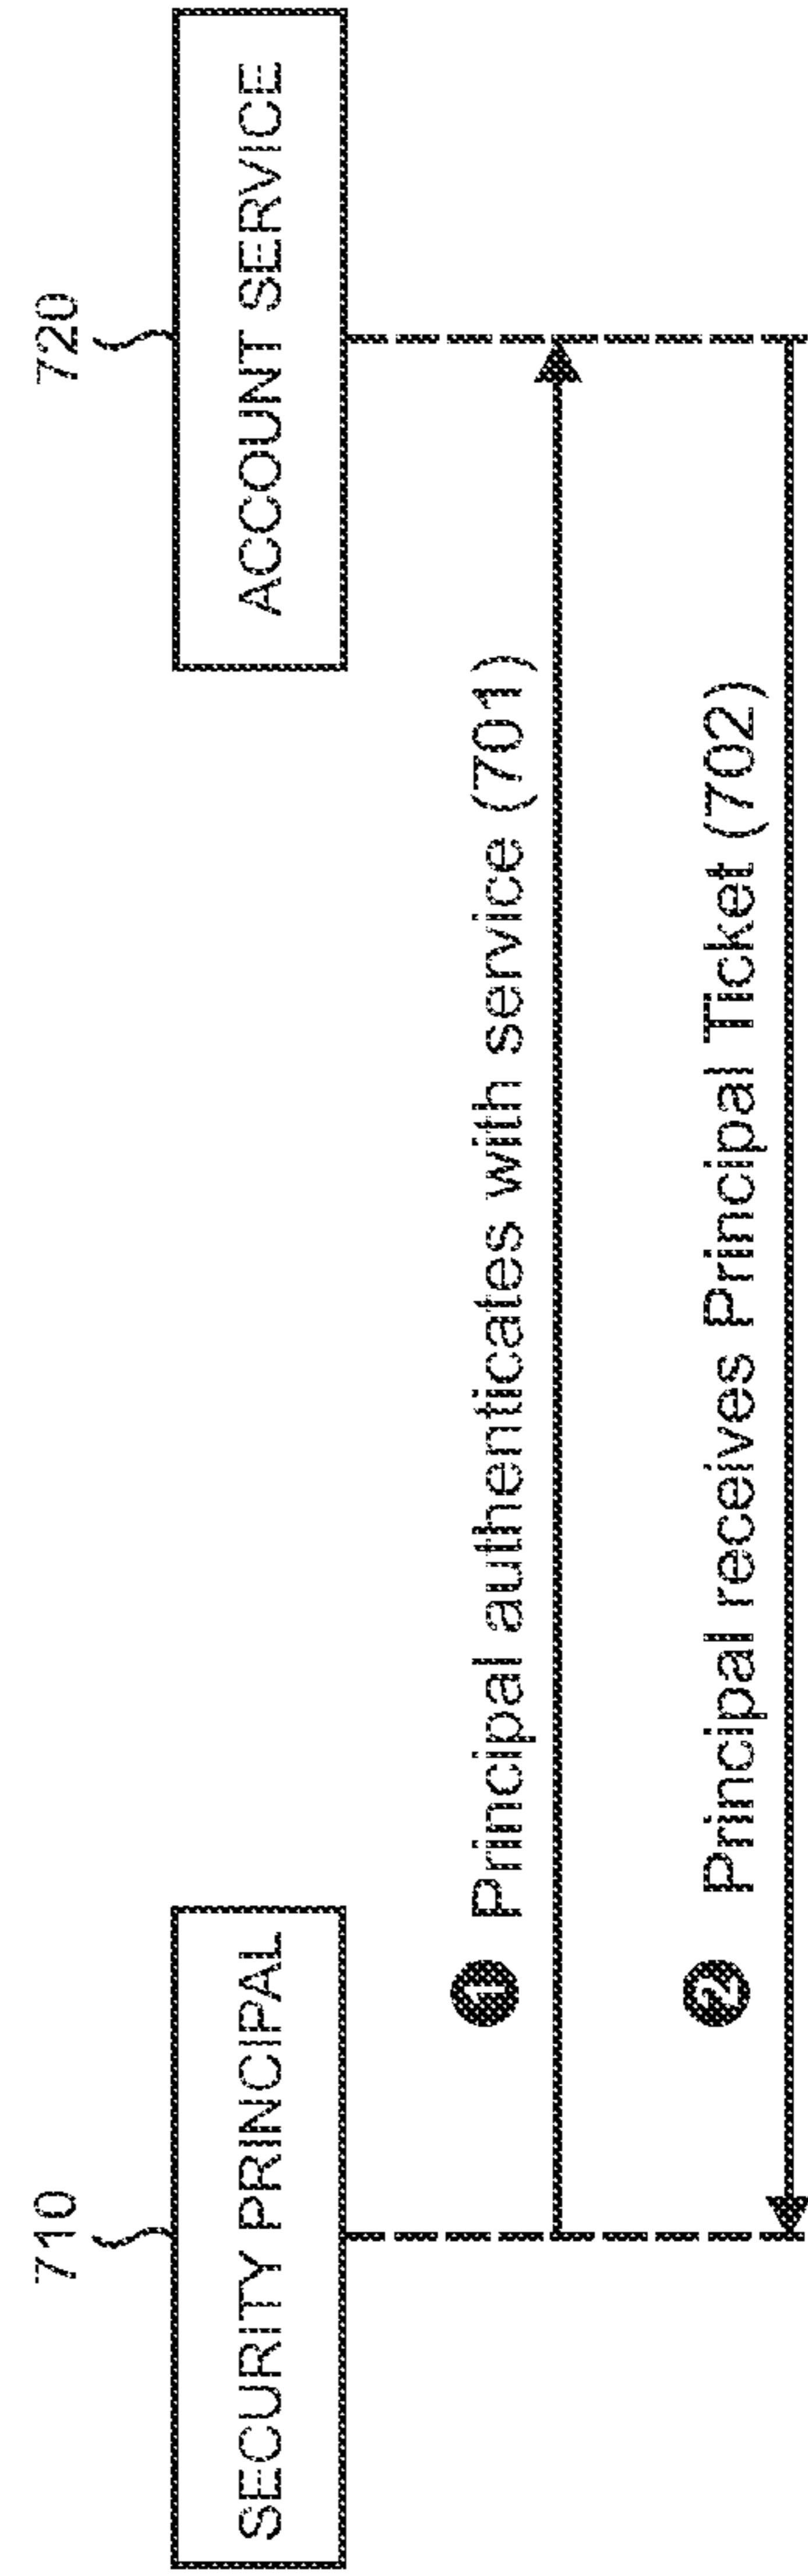 710
720
SECURITY PRINCIPAL
ACCOUNT SERVICE
1 Principal authenticates with service (701)
2 Principal receives Principal Ticket (702)